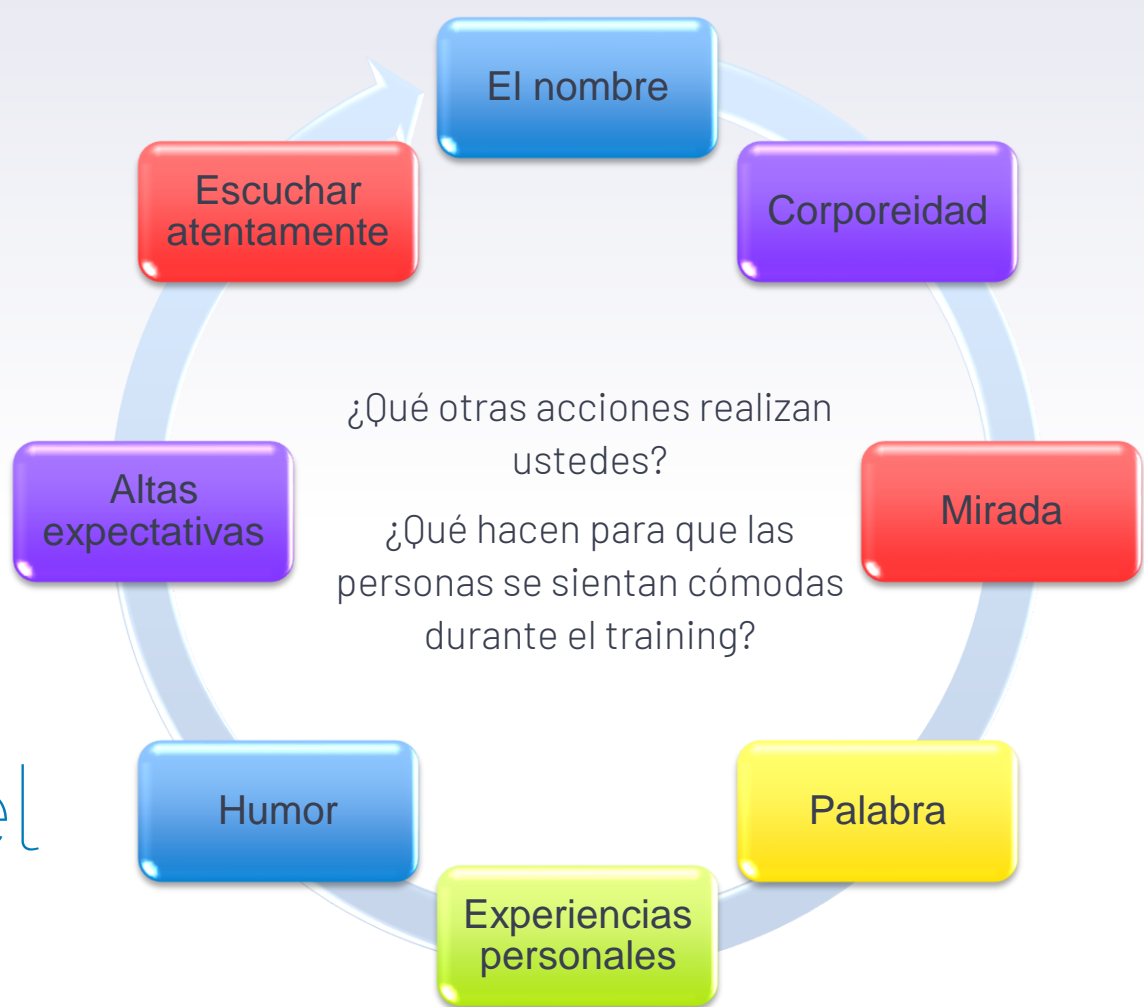 El nombre
Corporeidad
Mirada
Palabra
Experiencias
personales
Humor
Altas
expectativas
Escuchar
atentamente
¿Qué otras acciones realizan
ustedes?
¿Qué hacen para que las
personas se sientan cómodas
durante el training?
el